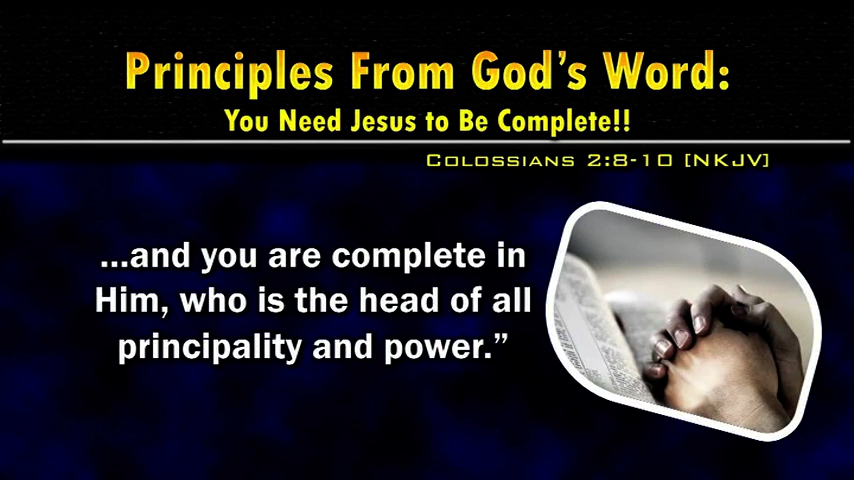 Principles From God’s Word:
You Need Jesus to Be Complete!!
Colossians 2:8-10 [NKJV]
...and you are complete in
Him, who is the head of all
principality and power.”